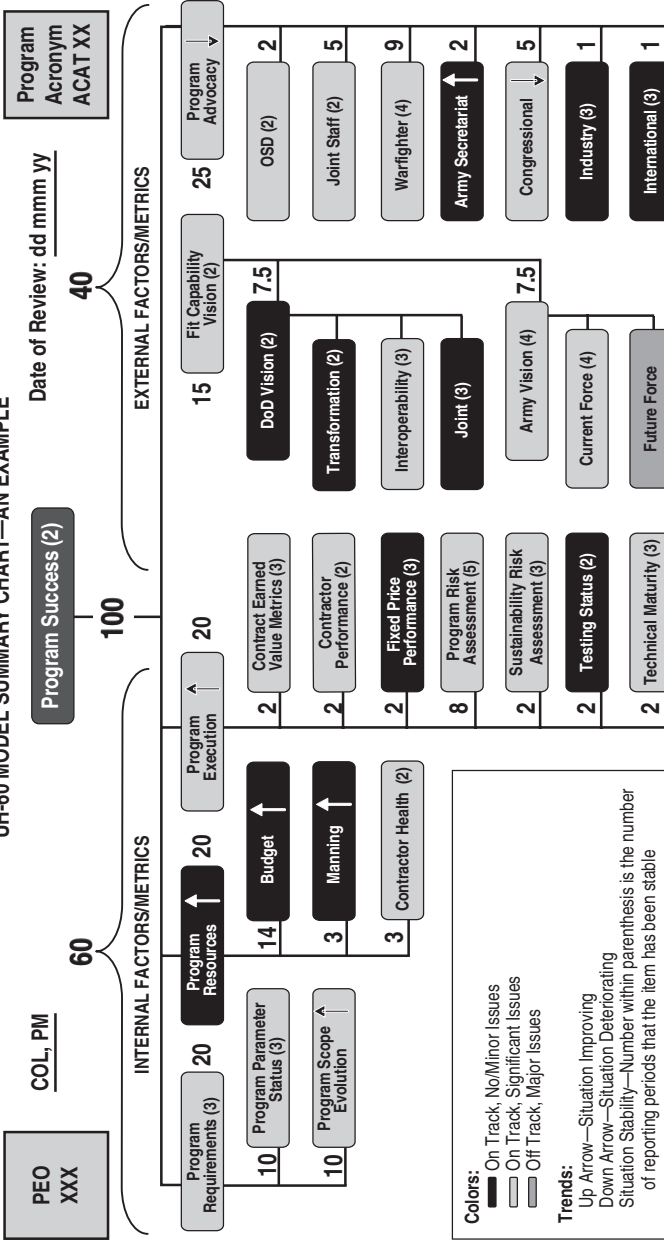 UH-60 MODEL SUMMARY CHART—AN EXAMPLE
PEO
XXX
COL, PM
Program Success (2)
Date of Review: dd mmm yy
Program
Acronym
ACAT XX
100
60
INTERNAL FACTORS/METRICS
40
EXTERNAL FACTORS/METRICS
Program
Requirements (3)
20
10
Program Parameter
Status (3)
10
Program Scope
Evolution
Program
Resources
20
14
Budget
3
Manning
3
Contractor Health (2)
Program
Execution
20
2
Contract Earned
Value Metrics (3)
2
Contractor
Performance (2)
2
Fixed Price
Performance (3)
8
Program Risk
Assessment (5)
2
Sustainability Risk
Assessment (3)
2
Testing Status (2)
2
Technical Maturity (3)
15
Fit Capability
Vision (2)
DoD Vision (2)
7.5
Transformation (2)
Interoperability (3)
Joint (3)
Army Vision (4)
7.5
Current Force (4)
Future Force
25
Program
Advocacy
OSD (2)
2
Joint Staff (2)
5
Warfighter (4)
9
Army Secretariat
2
Congressional
5
Industry (3)
1
International (3)
1
Colors:
On Track, No/Minor Issues
On Track, Significant Issues
Off Track, Major Issues
Trends:
Up Arrow—Situation Improving
Down Arrow—Situation Deteriorating
Situation Stability—Number within parenthesis is the number
of reporting periods that the item has been stable